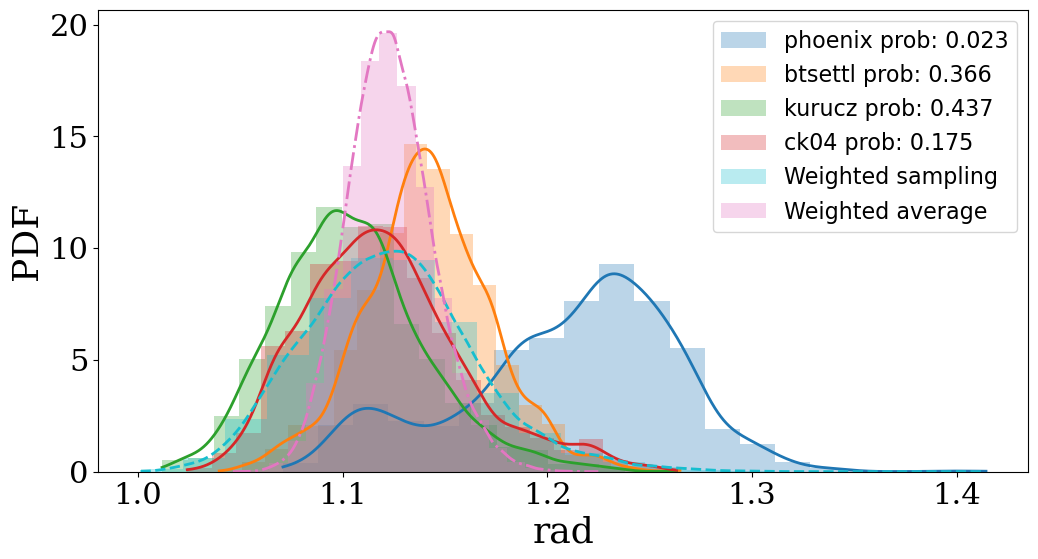 20
15
10
5
0
PDF
1.0
1.1
1.2
1.3
1.4
rad
phoenix prob: 0.023
btsettl prob: 0.366
kurucz prob: 0.437
ck04 prob: 0.175
Weighted sampling
Weighted average